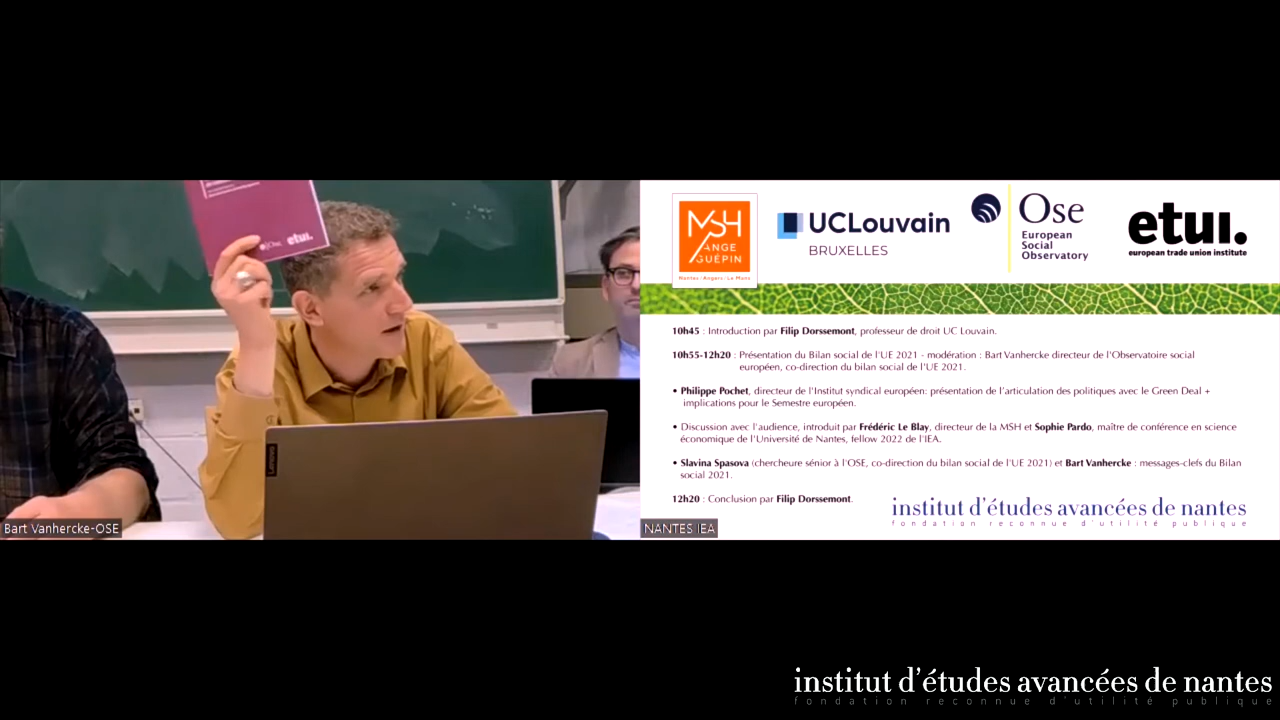 Ose
etui.
Lenovo
Bart Vanhercke-OSE
MSH
ANGE
GUÉPIN
Nantes - Angers - Le Mans
UCLouvain
BRUXELLES
Ose
European
Social
Observatory
etui.
european trade union institute
10h45 : Introduction par Filip Dorssemont, professeur de droit UC Louvain.
10h55-12h20 : Présentation du Bilan social de l'UE 2021 - modération : Bart Vanhercke directeur de l'Observatoire social
européen, co-direction du bilan social de l'UE 2021.
• Philippe Pochet, directeur de l'Institut syndical européen: présentation de l'articulation des politiques avec le Green Deal +
implications pour le Semestre européen.
• Discussion avec l'audience, introduit par Frédéric Le Blay, directeur de la MSH et Sophie Pardo, maître de conférence en science
économique de l'Université de Nantes, fellow 2022 de l'IEA.
• Slavina Spasova (chercheure sénior à l'OSE, co-direction du bilan social de l'UE 2021) et Bart Vanhercke : messages-clefs du Bilan
social 2021.
12h20 : Conclusion par Filip Dorssemont.
institut d'études avancées de nantes
fondation reconnue d'utilité publique
NANTES IEA
institut d'études avancées de nantes
fondation reconnue d'utilité publique